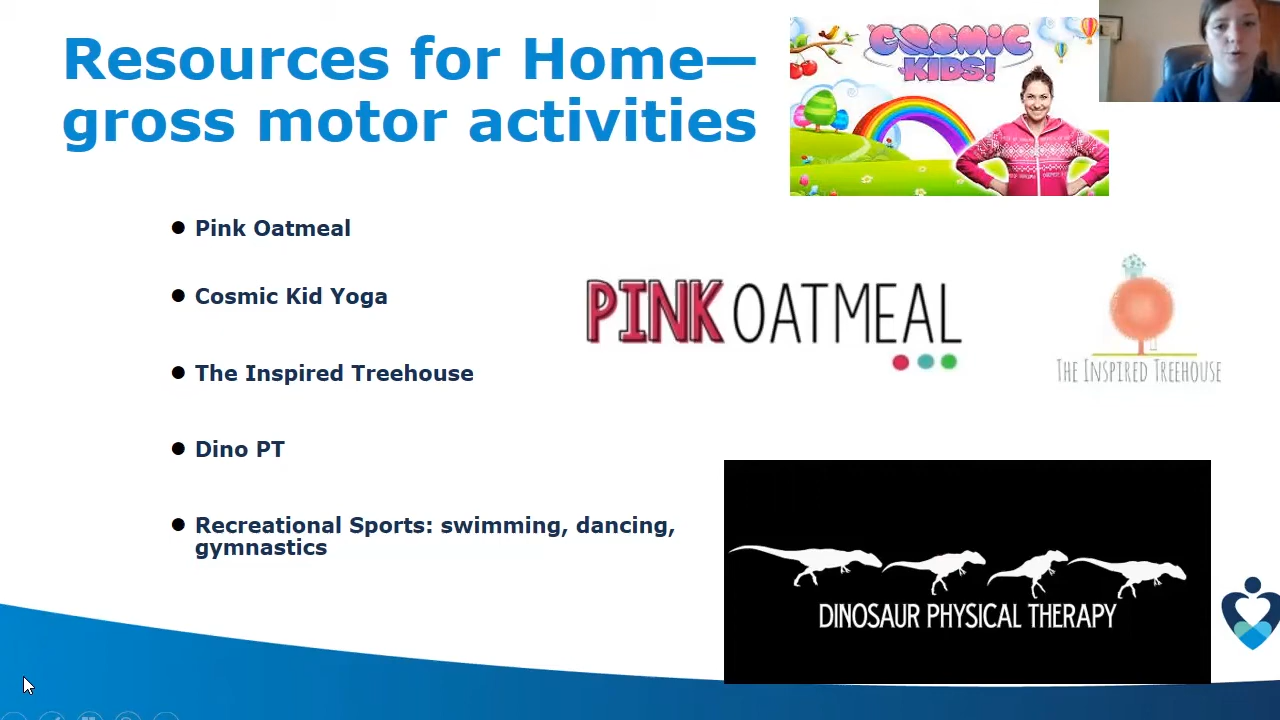 Resources for Home—
gross motor activities
COSMIC
KIDS!
Pink Oatmeal
Cosmic Kid Yoga
The Inspired Treehouse
Dino PT
Recreational Sports: swimming, dancing,
gymnastics
PINK OATMEAL
THE INSPIRED TREEHOUSE
DINOSAUR PHYSICAL THERAPY